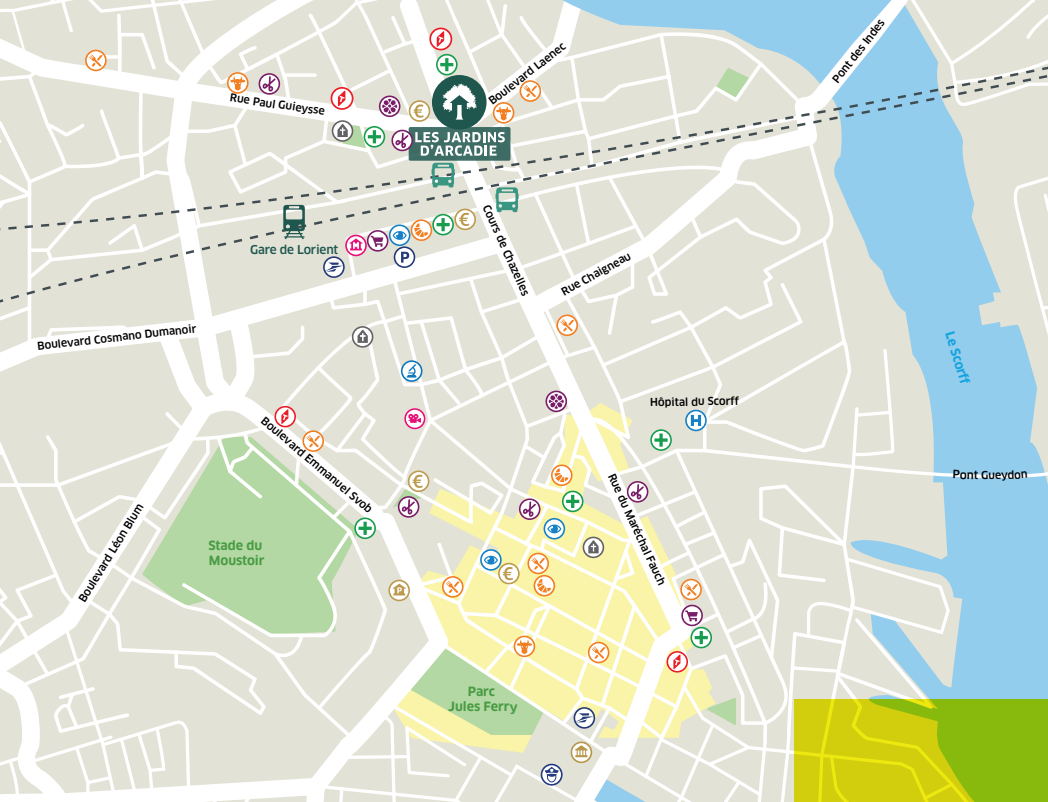 Pont des Indes
Boulevard Laenec
Rue Paul Guieysse
€
LES JARDINS
D'ARCADIE
€
Cours de Chazelles
Gare de Lorient
P
Rue Chaigneau
Boulevard Cosmano Dumanoir
Le Scorff
Hôpital du Scorff
H
Boulevard Emmanuel Svob
Pont Gueydon
€
Rue du Maréchal Fauch
Boulevard Léon Blum
Stade du
Moustoir
€
Parc
Jules Ferry